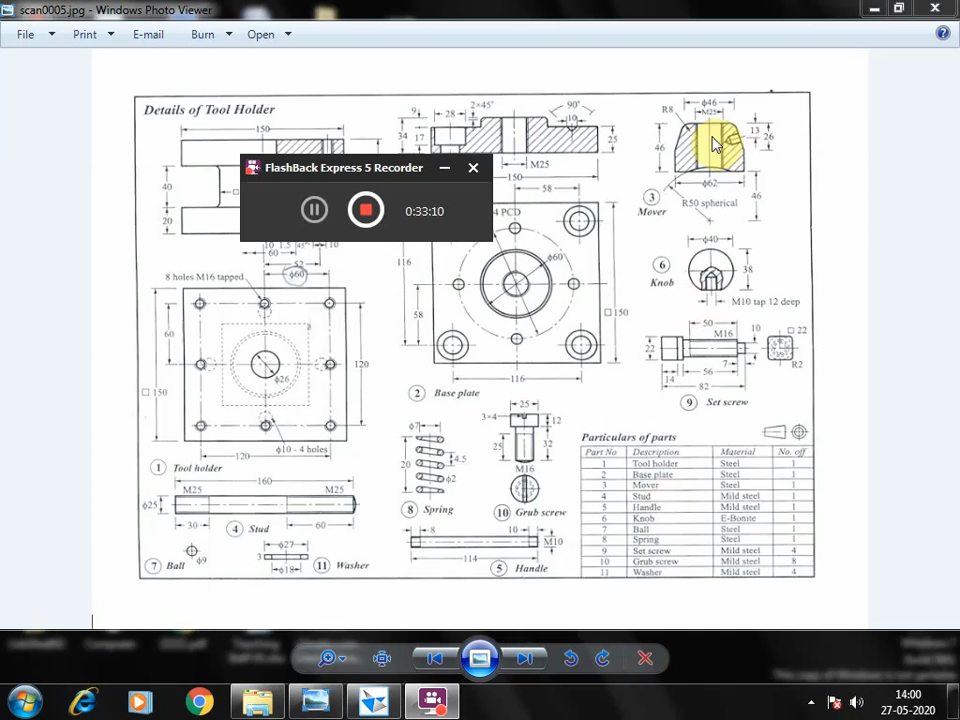 scan0005.jpg - Windows Photo Viewer
File Print E-mail Burn Open
Details of Tool Holder
150
40
20
FlashBack Express 5 Recorder
0:33:10
9
34
17
28
2×45°
90°
10
25
M25
150
58
4 PCD
ϕ60
116
58
□150
116
2 Base plate
ϕ46
M25
R8
46
13
26
3
Mover
ϕ62
R50 spherical
46
ϕ40
6
Knob
38
M10 tap 12 deep
50
M16
10
□ 22
22
14
7
56
82
R2
9 Set screw
10 1.5 45° 10
60
52
ϕ60
8 holes M16 tapped
60
□ 150
120
ϕ26
ϕ10 - 4 holes
120
1 Tool holder
160
M25 M25
ϕ25
30
60
4 Stud
7 Ball
ϕ9
ϕ27
3
ϕ18
11 Washer
ϕ7
20
4.5
ϕ2
8 Spring
25
3×4
12
25
32
M16
10 Grub screw
8
10
M10
114
5 Handle
Particulars of parts
Part No Description Material No. off
1 Tool holder Steel 1
2 Base plate Steel 1
3 Mover Steel 1
4 Stud Mild steel 1
5 Handle Mild steel 1
6 Knob E-Bonite 1
7 Ball Steel 1
8 Spring Steel 1
9 Set screw Mild steel 4
10 Grub screw Mild steel 8
11 Washer Mild steel 4
14:00
27-05-2020